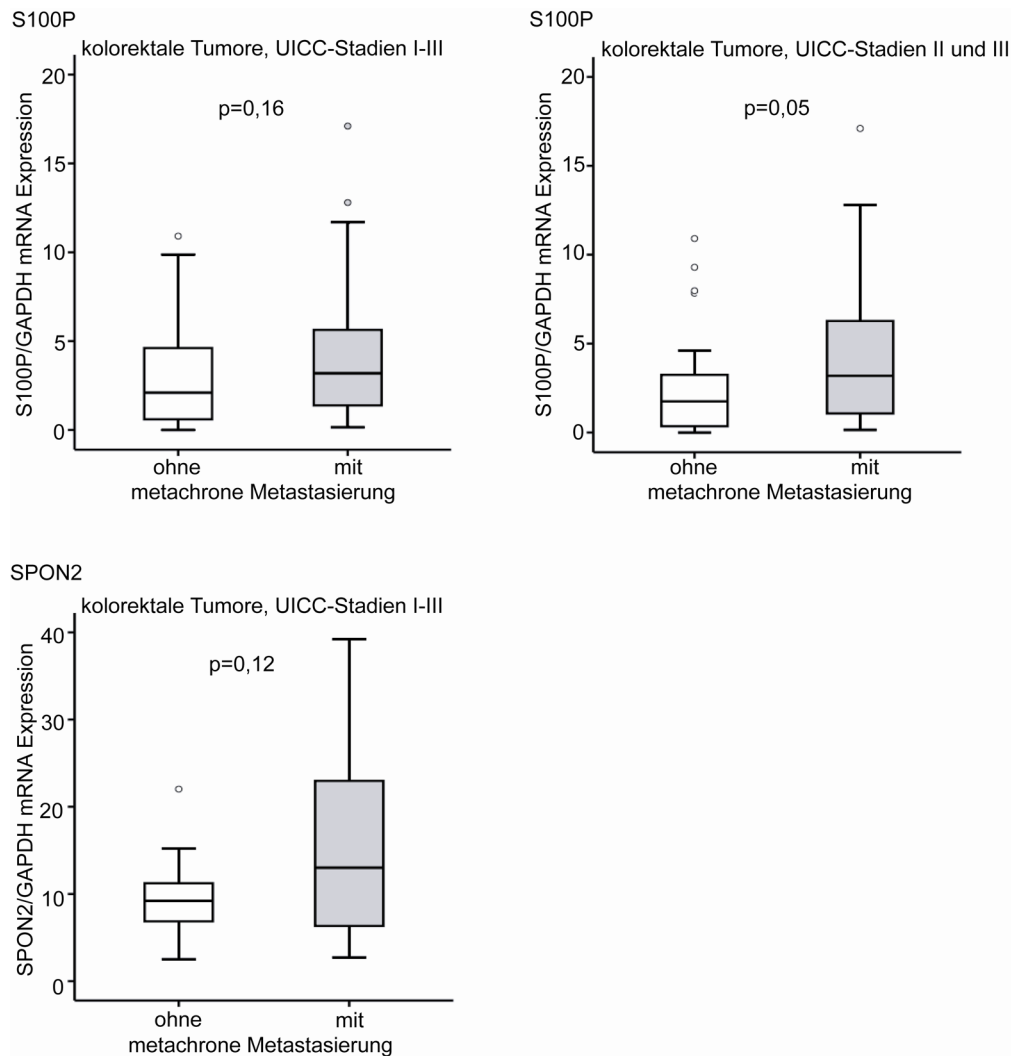 S100P
kolorektale Tumore, UICC-Stadien I-III
p=0,16
S100P/GAPDH mRNA Expression
20
15
10
5
0
ohne mit
metachrone Metastasierung
S100P
kolorektale Tumore, UICC-Stadien II und III
p=0,05
S100P/GAPDH mRNA Expression
20
15
10
5
0
ohne mit
metachrone Metastasierung
SPON2
kolorektale Tumore, UICC-Stadien I-III
p=0,12
SPON2/GAPDH mRNA Expression
40
30
20
10
0
ohne mit
metachrone Metastasierung